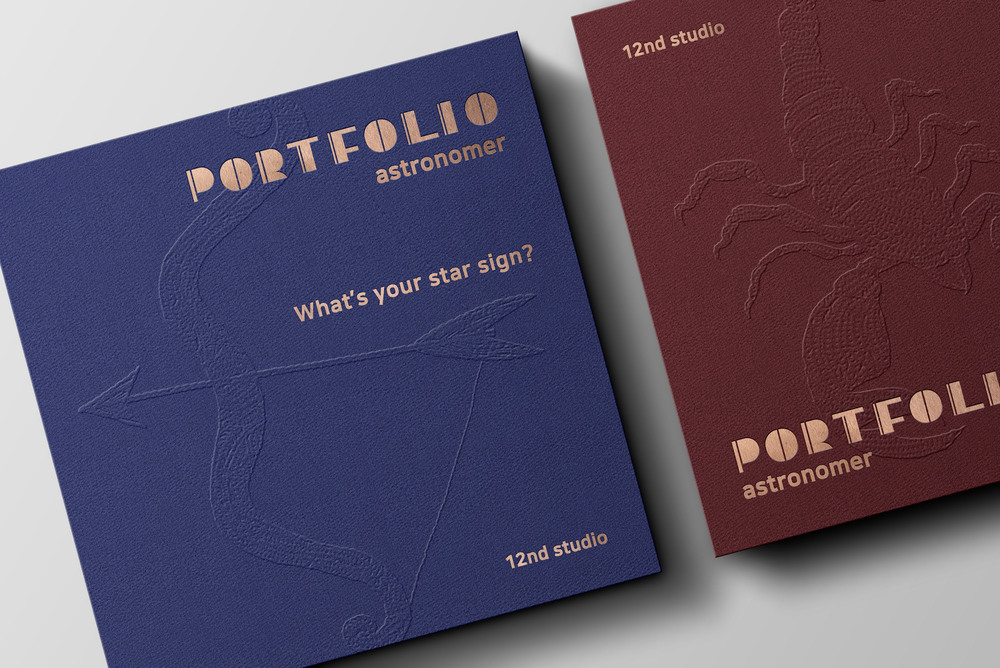 PORTFOLIO
astronomer
What's your star sign?
12nd studio
12nd studio
PORTFOLI
astronomer